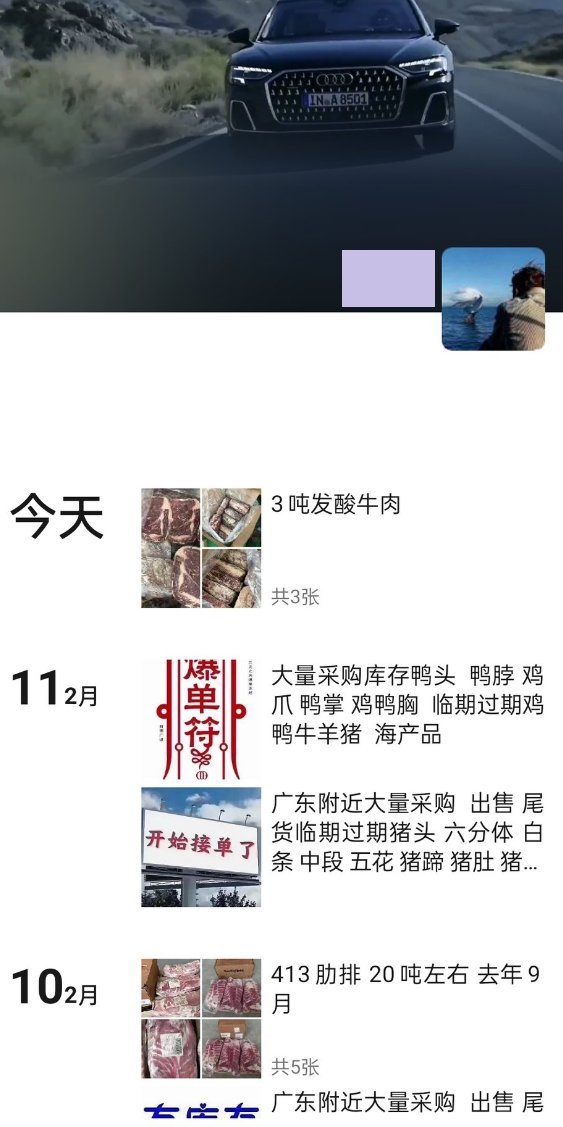 IN A 8501
今天
3 吨发酸牛肉
共3张
11 2月
爆单符
大量采购库存鸭头 鸭脖 鸡
爪 鸭掌 鸡鸭胸 临期过期鸡
鸭牛羊猪 海产品
开始接单了
广东附近大量采购 出售 尾
货临期过期猪头 六分体 白
条 中段 五花 猪蹄 猪肚 猪...
10 2月
413 肋排 20 吨左右 去年 9
月
共5张
广东附近大量采购 出售 尾